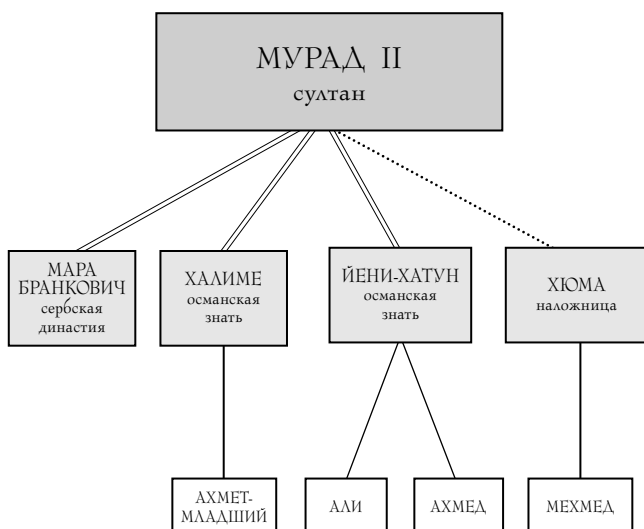 МУРАД II
султан
МАРА
БРАНКОВИЧ
сербская
династия
ХАЛИМЕ
османская
знать
ЙЕНИ-ХАТУН
османская
знать
ХЮМА
наложница
АХМЕТ-
МЛАДШИЙ
АЛИ
АХМЕД
МЕХМЕД